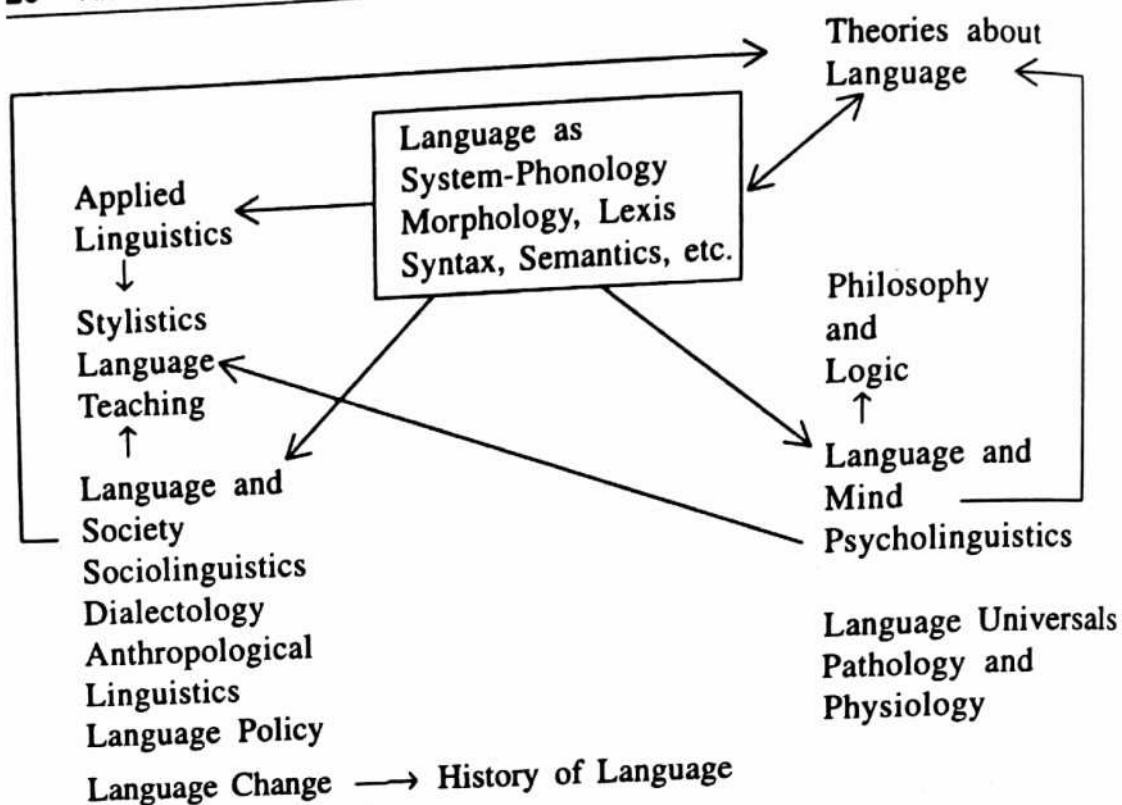 Theories about
Language
Language as
System-Phonology
Morphology, Lexis
Syntax, Semantics, etc.
Applied
Linguistics
Stylistics
Language
Teaching
Philosophy
and
Logic
Language and
Society
Sociolinguistics
Dialectology
Anthropological
Linguistics
Language Policy
Language and
Mind
Psycholinguistics
Language Universals
Pathology and
Physiology
Language Change → History of Language